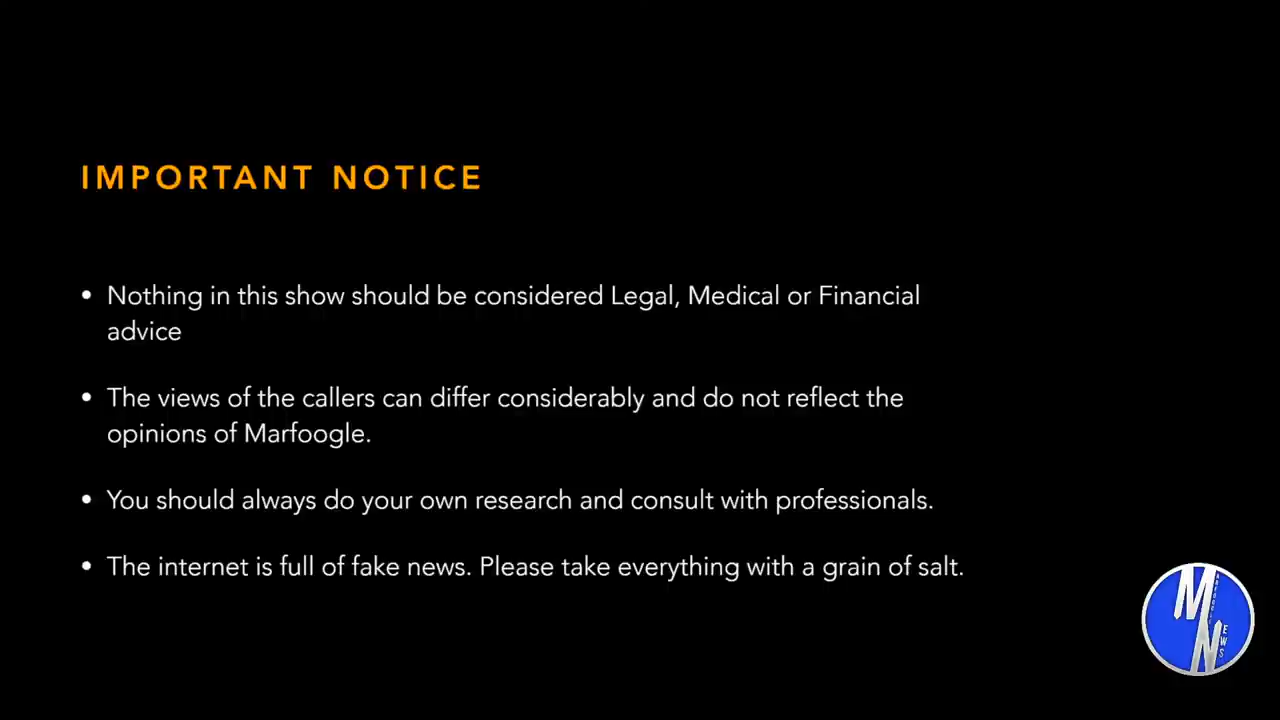 IMPORTANT NOTICE
• Nothing in this show should be considered Legal, Medical or Financial
advice
• The views of the callers can differ considerably and do not reflect the
opinions of Marfoogle.
• You should always do your own research and consult with professionals.
• The internet is full of fake news. Please take everything with a grain of salt.
MN
EWS